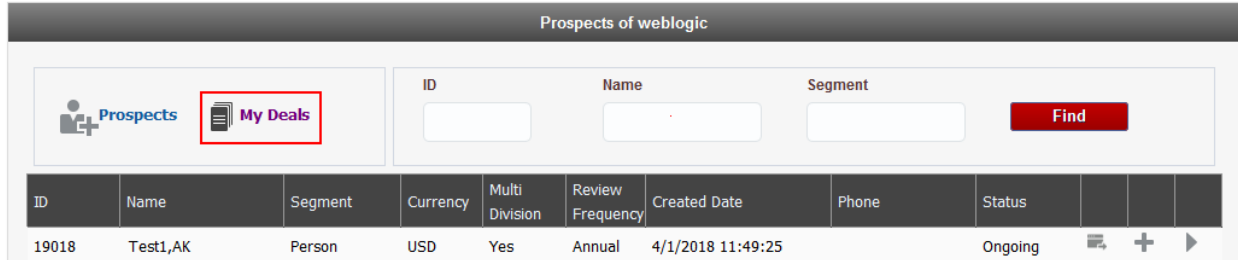 Prospects of weblogic
Prospects My Deals
ID Name Segment
Find
ID Name Segment Currency Multi Division Review Frequency Created Date Phone Status
19018 Test1,AK Person USD Yes Annual 4/1/2018 11:49:25 Ongoing